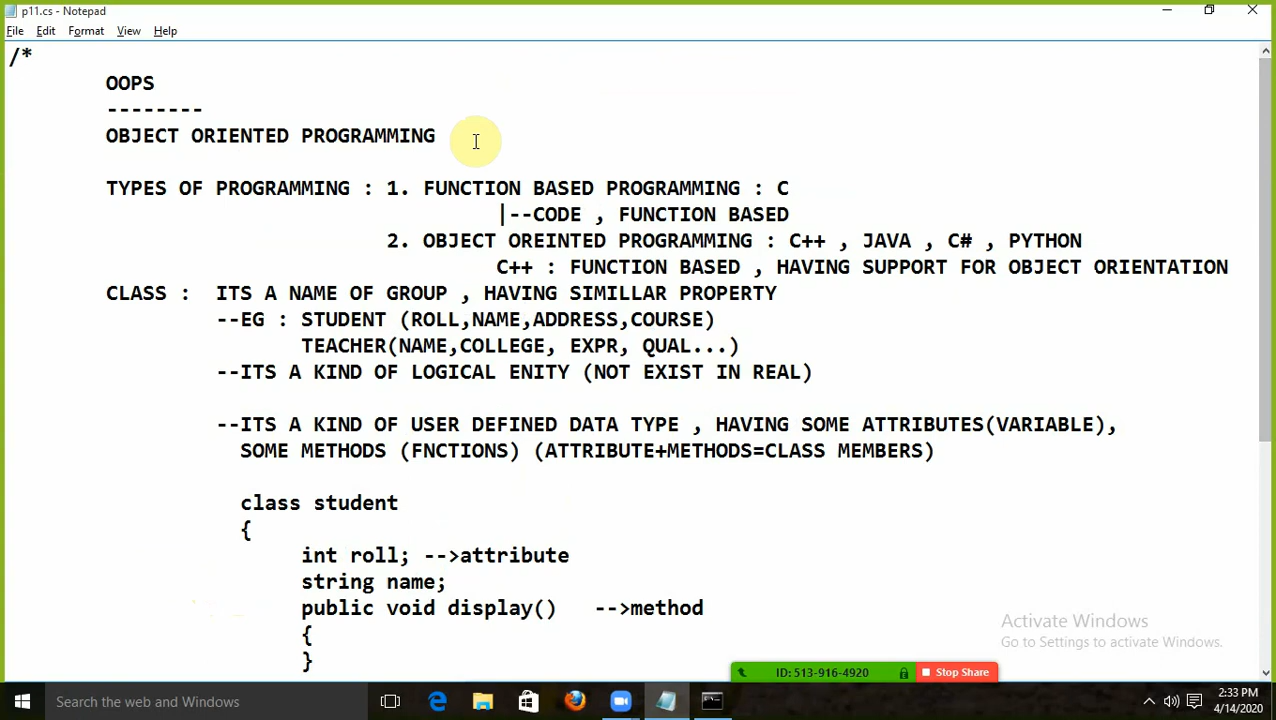 p11.cs - Notepad
File Edit Format View Help
/*
OOPS
--------
OBJECT ORIENTED PROGRAMMING
TYPES OF PROGRAMMING : 1. FUNCTION BASED PROGRAMMING : C
|--CODE , FUNCTION BASED
2. OBJECT OREINTED PROGRAMMING : C++ , JAVA , C# , PYTHON
C++ : FUNCTION BASED , HAVING SUPPORT FOR OBJECT ORIENTATION
CLASS : ITS A NAME OF GROUP , HAVING SIMILLAR PROPERTY
--EG : STUDENT (ROLL,NAME,ADDRESS,COURSE)
TEACHER(NAME,COLLEGE, EXPR, QUAL...)
--ITS A KIND OF LOGICAL ENITY (NOT EXIST IN REAL)
--ITS A KIND OF USER DEFINED DATA TYPE , HAVING SOME ATTRIBUTES(VARIABLE),
SOME METHODS (FNCTIONS) (ATTRIBUTE+METHODS=CLASS MEMBERS)
class student
{
int roll; -->attribute
string name;
public void display() -->method
{
}
Activate Windows
Go to Settings to activate Windows.
ID: 513-916-4920 Stop Share
Search the web and Windows
2:33 PM
4/14/2020